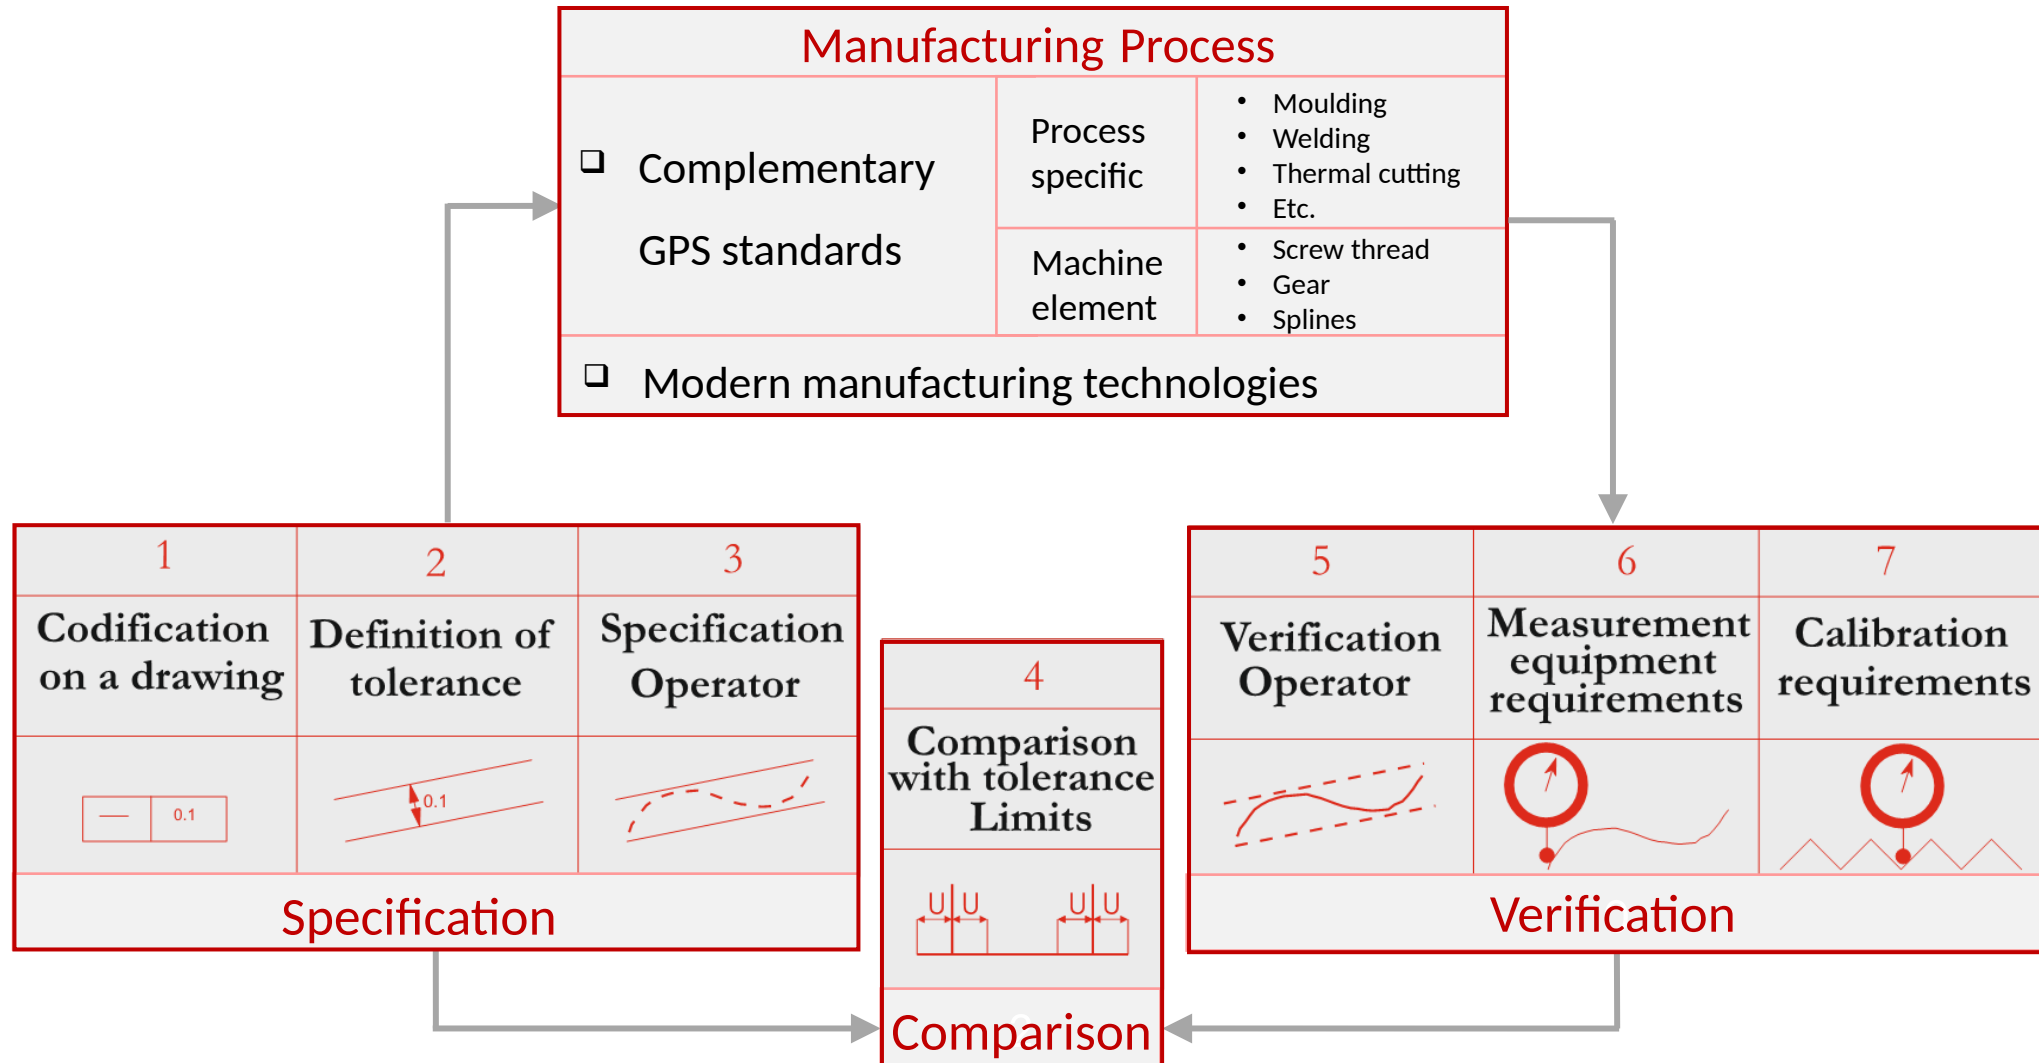 Manufacturing Process
❑ Complementary
GPS standards
Process
specific
• Moulding
• Welding
• Thermal cutting
• Etc.
Machine
element
• Screw thread
• Gear
• Splines
❑ Modern manufacturing technologies
1
Codification
on a drawing
0.1
2
Definition of
tolerance
0.1
3
Specification
Operator
Specification
4
Comparison
with tolerance
Limits
U U U U
Comparison
5
Verification
Operator
6
Measurement
equipment
requirements
7
Calibration
requirements
Verification